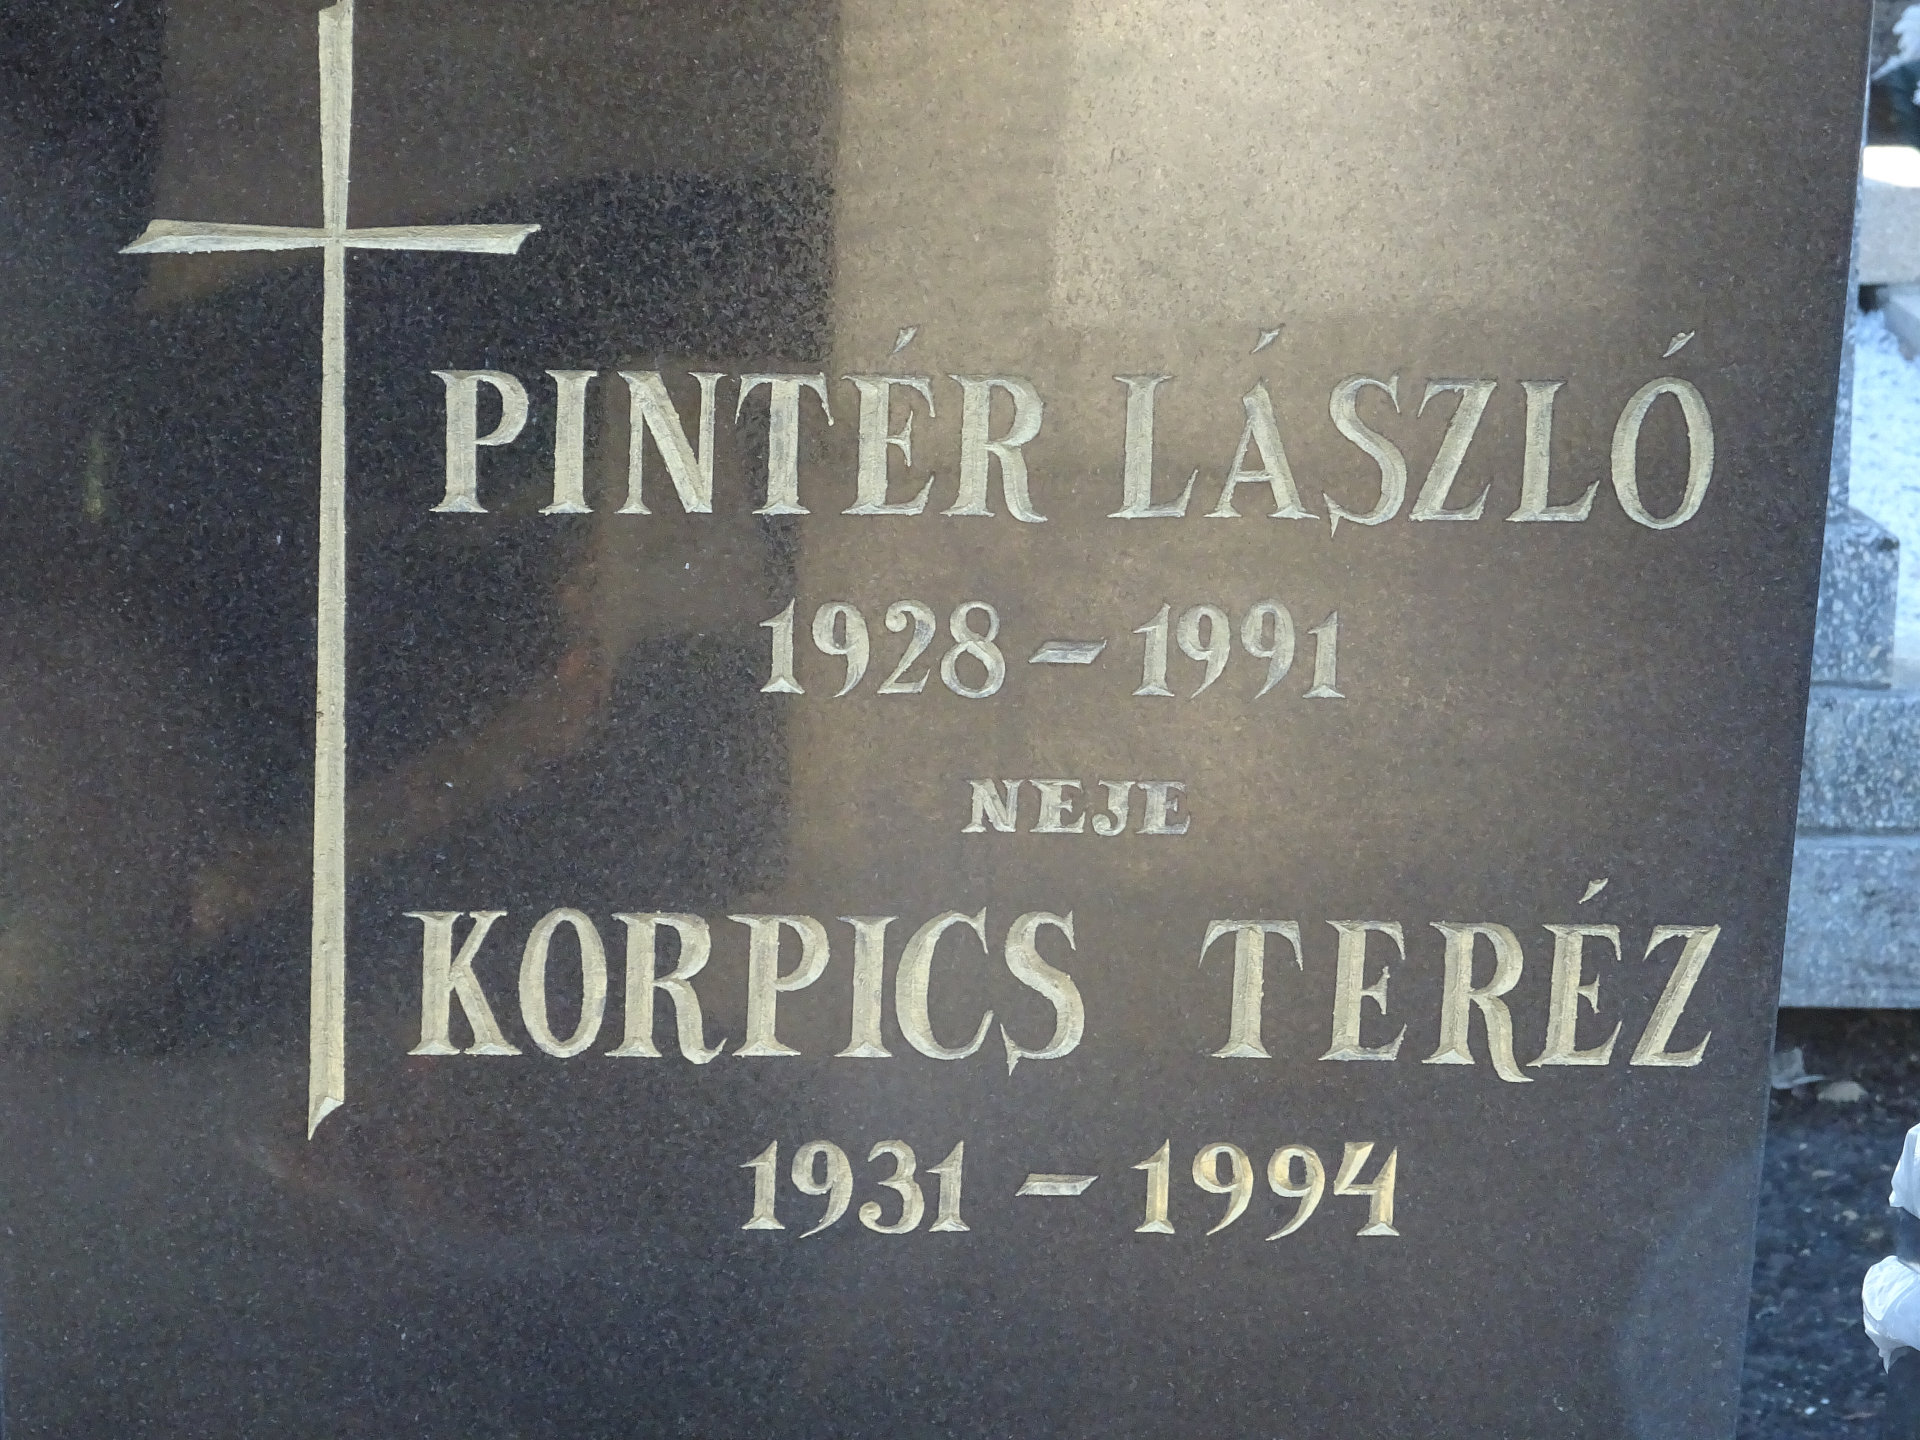 PINTÉR LÁSZLÓ
1928 - 1991
NEJE
KORPICS TERÉZ
1931 - 1994